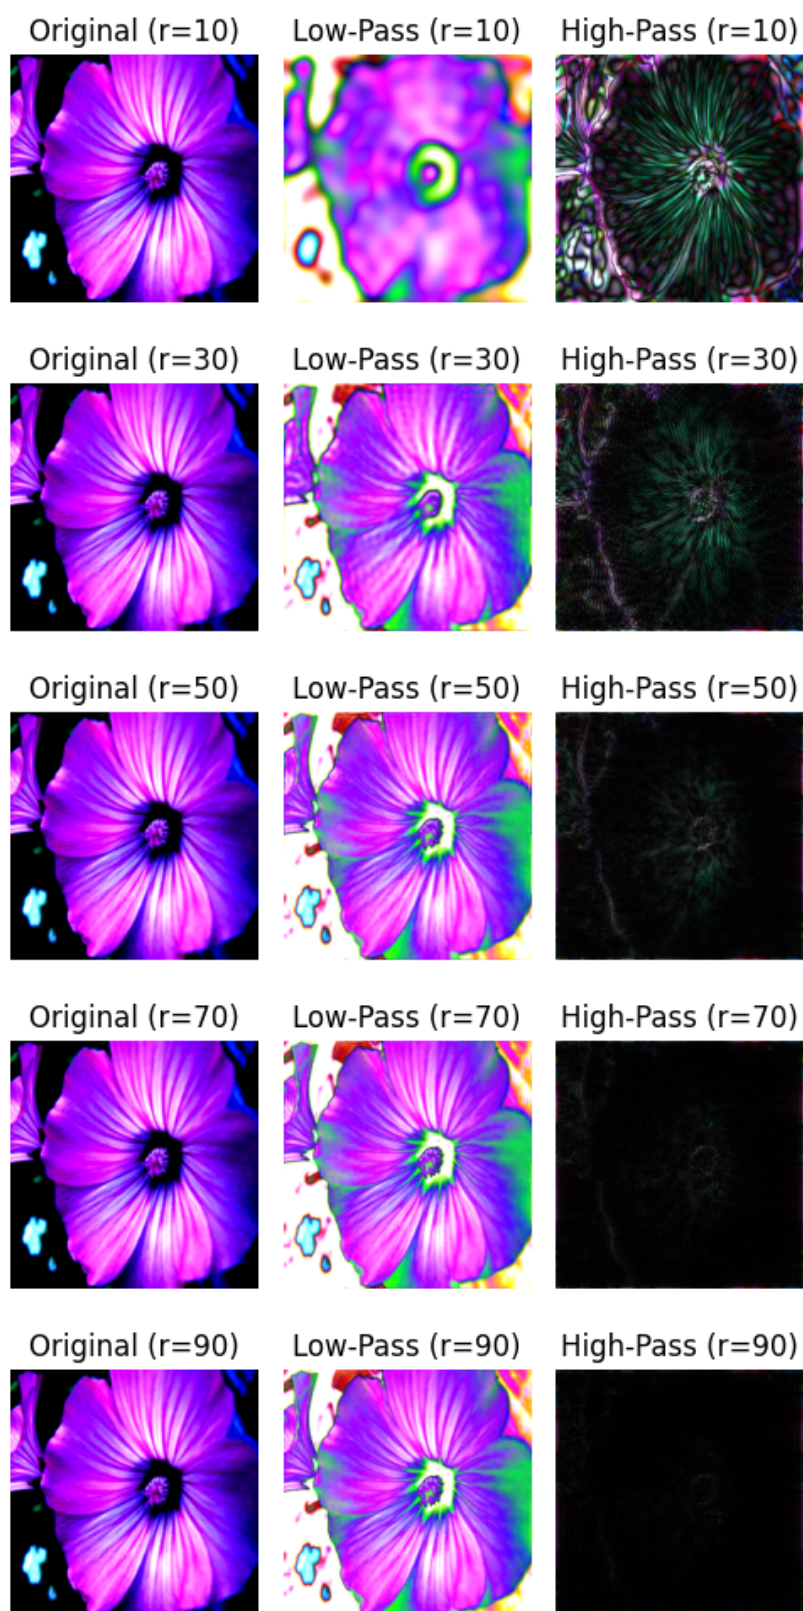 Original (r=10) Low-Pass (r=10) High-Pass (r=10)
Original (r=30) Low-Pass (r=30) High-Pass (r=30)
Original (r=50) Low-Pass (r=50) High-Pass (r=50)
Original (r=70) Low-Pass (r=70) High-Pass (r=70)
Original (r=90) Low-Pass (r=90) High-Pass (r=90)